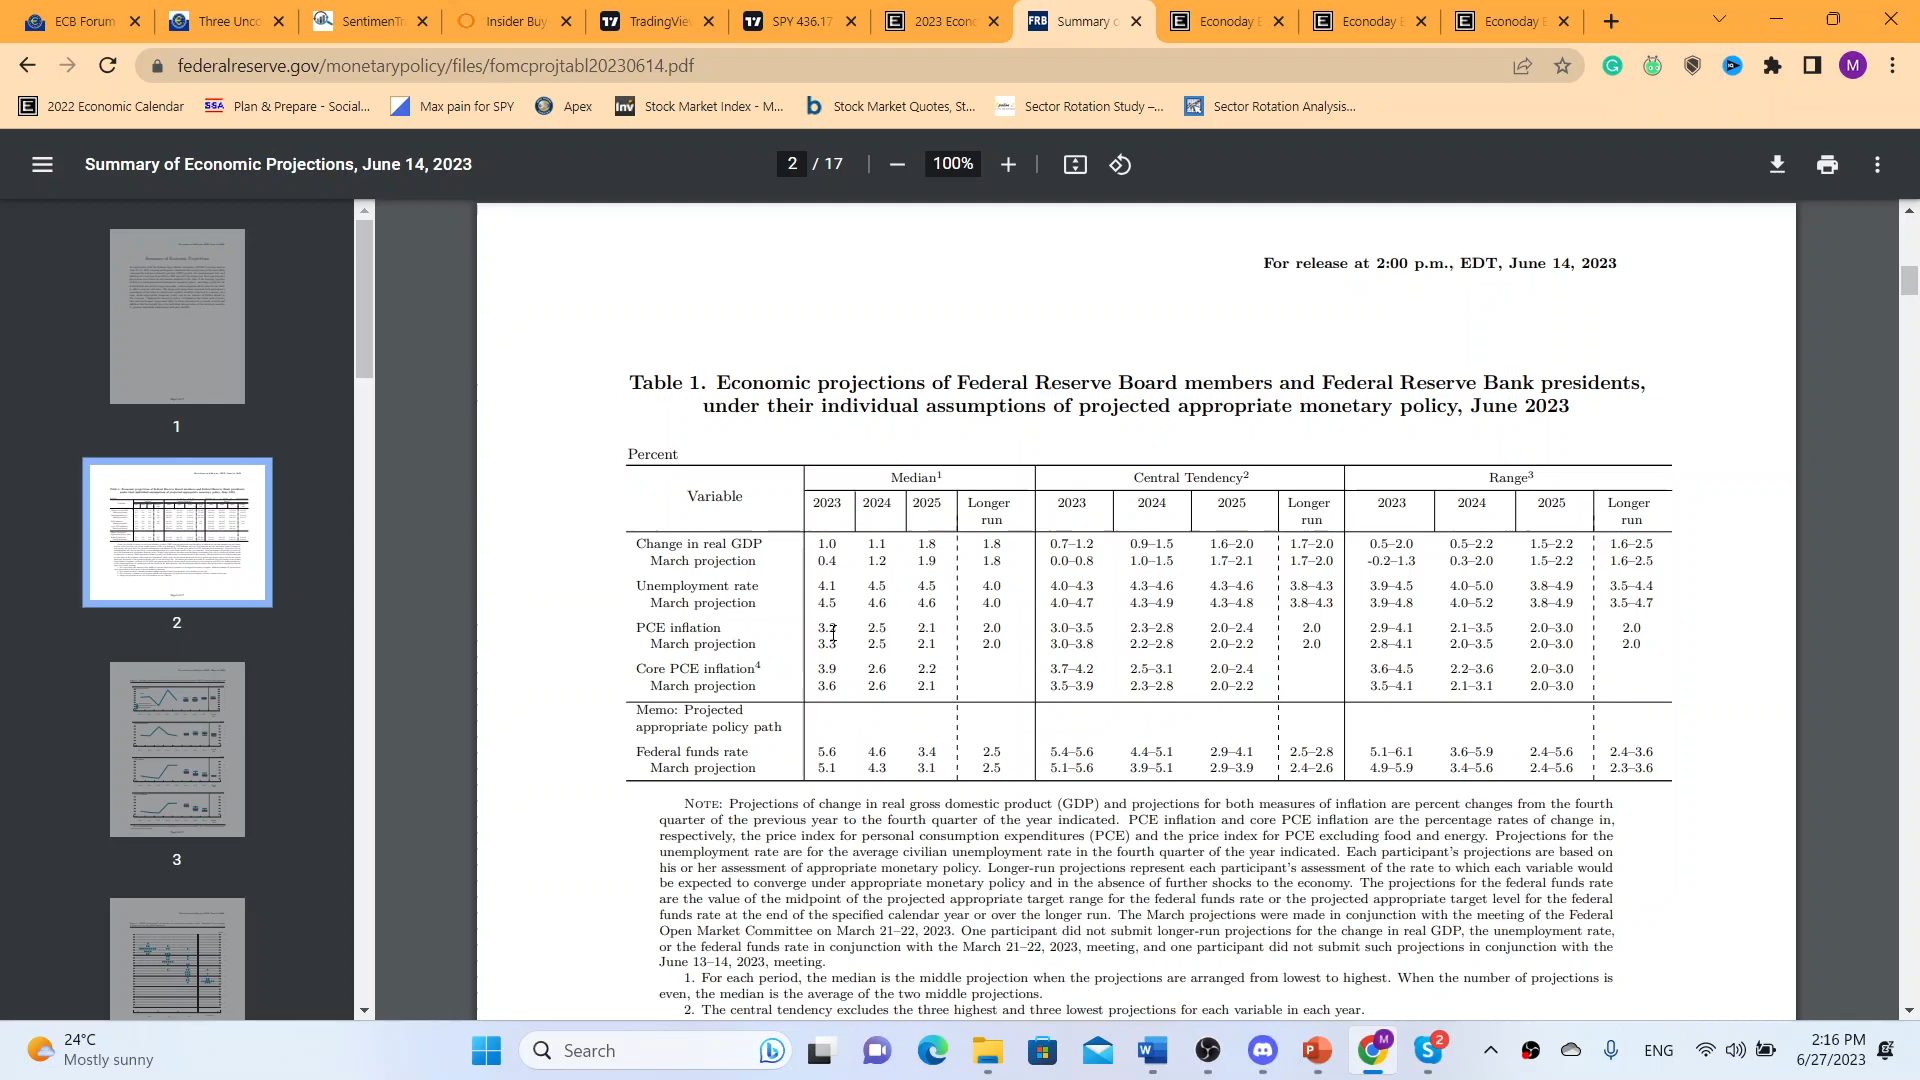 ECB Forum
Three Unco
SentimenTr
Insider Buy
TradingView
SPY 436.17
2023 Econo
FRB Summary o
Econoday E
Econoday E
Econoday E
federalreserve.gov/monetarypolicy/files/fomcprojtabl20230614.pdf
2022 Economic Calendar
SSA Plan & Prepare - Social...
Max pain for SPY
Apex
Inv Stock Market Index - M...
Stock Market Quotes, St...
Sector Rotation Study –...
Sector Rotation Analysis...
Summary of Economic Projections, June 14, 2023
2 / 17
100%
1
2
3
For release at 2:00 p.m., EDT, June 14, 2023
Table 1. Economic projections of Federal Reserve Board members and Federal Reserve Bank presidents,
under their individual assumptions of projected appropriate monetary policy, June 2023
Percent
Variable Median1 Central Tendency2 Range3
2023 2024 2025 Longer run 2023 2024 2025 Longer run 2023 2024 2025 Longer run
Change in real GDP 1.0 1.1 1.8 1.8 0.7–1.2 0.9–1.5 1.6–2.0 1.7–2.0 0.5–2.0 0.5–2.2 1.5–2.2 1.6–2.5
March projection 0.4 1.2 1.9 1.8 0.0–0.8 1.0–1.5 1.7–2.1 1.7–2.0 -0.2–1.3 0.3–2.0 1.5–2.2 1.6–2.5
Unemployment rate 4.1 4.5 4.5 4.0 4.0–4.3 4.3–4.6 4.3–4.6 3.8–4.3 3.9–4.5 4.0–5.0 3.8–4.9 3.5–4.4
March projection 4.5 4.6 4.6 4.0 4.0–4.7 4.3–4.9 4.3–4.8 3.8–4.3 3.9–4.8 4.0–5.2 3.8–4.9 3.5–4.7
PCE inflation 3.2 2.5 2.1 2.0 3.0–3.5 2.3–2.8 2.0–2.4 2.0 2.9–4.1 2.1–3.5 2.0–3.0 2.0
March projection 3.3 2.5 2.1 2.0 3.0–3.8 2.2–2.8 2.0–2.2 2.0 2.8–4.1 2.0–3.5 2.0–3.0 2.0
Core PCE inflation4 3.9 2.6 2.2 3.7–4.2 2.5–3.1 2.0–2.4 3.6–4.5 2.2–3.6 2.0–3.0
March projection 3.6 2.6 2.1 3.5–3.9 2.3–2.8 2.0–2.2 3.5–4.1 2.1–3.1 2.0–3.0
Memo: Projected
appropriate policy path
Federal funds rate 5.6 4.6 3.4 2.5 5.4–5.6 4.4–5.1 2.9–4.1 2.5–2.8 5.1–6.1 3.6–5.9 2.4–5.6 2.4–3.6
March projection 5.1 4.3 3.1 2.5 5.1–5.6 3.9–5.1 2.9–3.9 2.4–2.6 4.9–5.9 3.4–5.6 2.4–5.6 2.3–3.6
NOTE: Projections of change in real gross domestic product (GDP) and projections for both measures of inflation are percent changes from the fourth
quarter of the previous year to the fourth quarter of the year indicated. PCE inflation and core PCE inflation are the percentage rates of change in,
respectively, the price index for personal consumption expenditures (PCE) and the price index for PCE excluding food and energy. Projections for the
unemployment rate are for the average civilian unemployment rate in the fourth quarter of the year indicated. Each participant's projections are based on
his or her assessment of appropriate monetary policy. Longer-run projections represent each participant's assessment of the rate to which each variable would
be expected to converge under appropriate monetary policy and in the absence of further shocks to the economy. The projections for the federal funds rate
are the value of the midpoint of the projected appropriate target range for the federal funds rate or the projected appropriate target level for the federal
funds rate at the end of the specified calendar year or over the longer run. The March projections were made in conjunction with the meeting of the Federal
Open Market Committee on March 21–22, 2023. One participant did not submit longer-run projections for the change in real GDP, the unemployment rate,
or the federal funds rate in conjunction with the March 21–22, 2023, meeting, and one participant did not submit such projections in conjunction with the
June 13–14, 2023, meeting.
1. For each period, the median is the middle projection when the projections are arranged from lowest to highest. When the number of projections is
even, the median is the average of the two middle projections.
2. The central tendency excludes the three highest and three lowest projections for each variable in each year.
24°C
Mostly sunny
Search
2
ENG
2:16 PM
6/27/2023